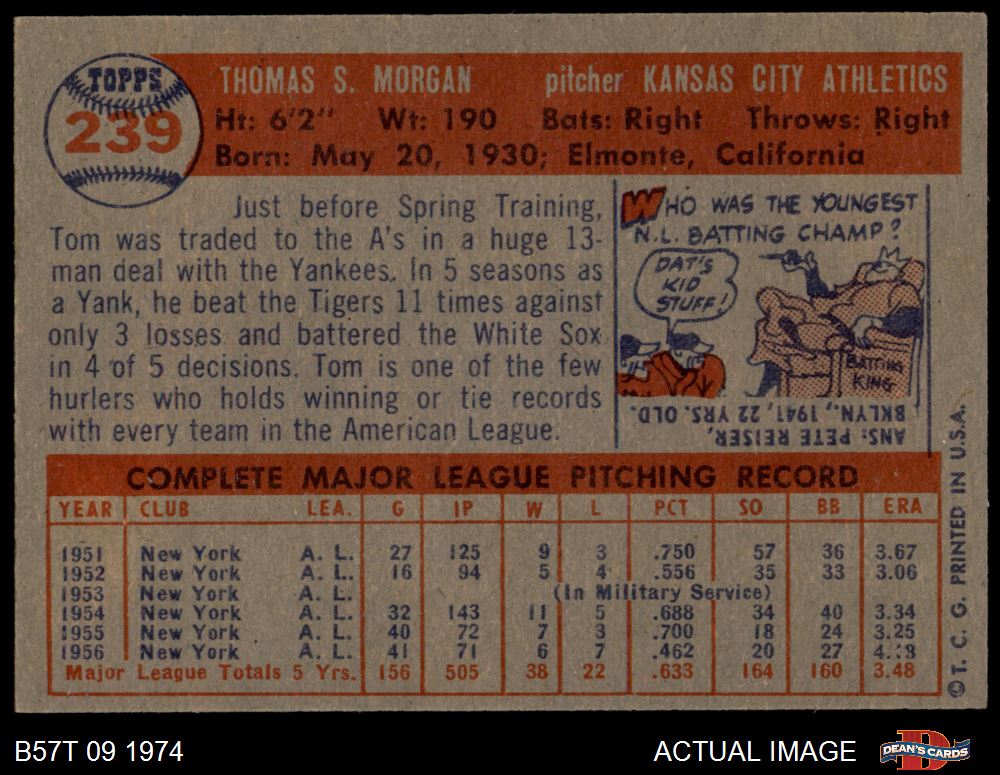 TOPPS
239
THOMAS S. MORGAN pitcher KANSAS CITY ATHLETICS
Ht: 6'2" Wt: 190 Bats: Right Throws: Right
Born: May 20, 1930; Elmonte, California
Just before Spring Training,
Tom was traded to the A's in a huge 13-
man deal with the Yankees. In 5 seasons as
a Yank, he beat the Tigers 11 times against
only 3 losses and battered the White Sox
in 4 of 5 decisions. Tom is one of the few
hurlers who holds winning or tie records
with every team in the American League.
WHO WAS THE YOUNGEST
N.L. BATTING CHAMP?
DAT'S
KID
STUFF!
BATTING
KING
ANS: PETE REISER,
BKLYN., 1941, 22 YRS. OLD.
COMPLETE MAJOR LEAGUE PITCHING RECORD
YEAR CLUB LEA. G IP W L PCT SO BB ERA
1951 New York A. L. 27 125 9 3 .750 57 36 3.67
1952 New York A. L. 16 94 5 4 .556 35 33 3.06
1953 New York A. L. (In Military Service)
1954 New York A. L. 32 143 11 5 .688 34 40 3.34
1955 New York A. L. 40 72 7 3 .700 18 24 3.25
1956 New York A. L. 41 71 6 7 .462 20 27
Major League Totals 5 Yrs. 156 505 38 22 .633 164 160 3.48
© T. C. G. PRINTED IN U.S.A.
B57T 09 1974 ACTUAL IMAGE DEAN'S CARDS